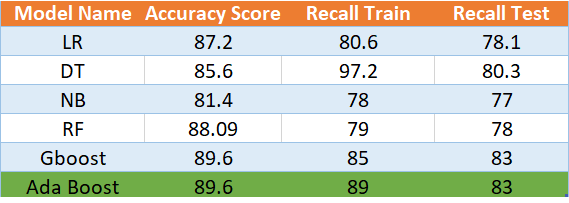 Model Name Accuracy Score Recall Train Recall Test
LR 87.2 80.6 78.1
DT 85.6 97.2 80.3
NB 81.4 78 77
RF 88.09 79 78
Gboost 89.6 85 83
Ada Boost 89.6 89 83